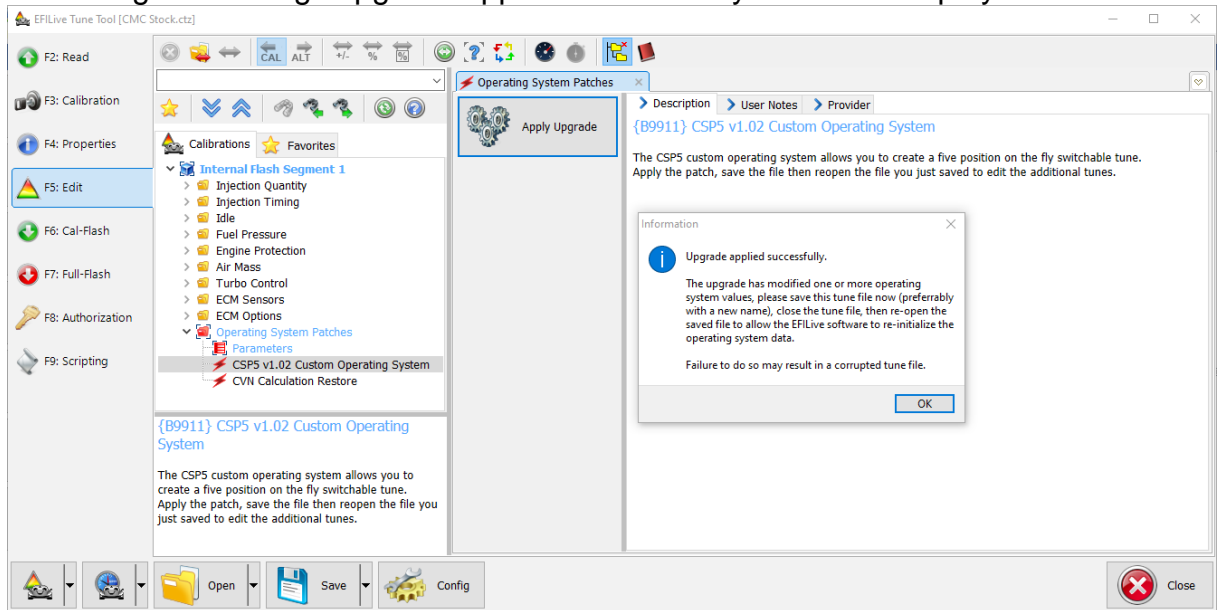 EFILive Tune Tool [CMC Stock.ctz]
F2: Read
F3: Calibration
F4: Properties
F5: Edit
F6: Cal-Flash
F7: Full-Flash
F8: Authorization
F9: Scripting
CAL
ALT
+/-
%
%
Calibrations
Favorites
Internal Flash Segment 1
Injection Quantity
Injection Timing
Idle
Fuel Pressure
Engine Protection
Air Mass
Turbo Control
ECM Sensors
ECM Options
Operating System Patches
Parameters
CSP5 v1.02 Custom Operating System
CVN Calculation Restore
{B9911} CSP5 v1.02 Custom Operating
System
The CSP5 custom operating system allows you to
create a five position on the fly switchable tune.
Apply the patch, save the file then reopen the file you
just saved to edit the additional tunes.
Operating System Patches
Apply Upgrade
Description
User Notes
Provider
{B9911} CSP5 v1.02 Custom Operating System
The CSP5 custom operating system allows you to create a five position on the fly switchable tune.
Apply the patch, save the file then reopen the file you just saved to edit the additional tunes.
Information
Upgrade applied successfully.
The upgrade has modified one or more operating
system values, please save this tune file now (preferrably
with a new name), close the tune file, then re-open the
saved file to allow the EFILive software to re-initialize the
operating system data.
Failure to do so may result in a corrupted tune file.
OK
Open
Save
Config
Close